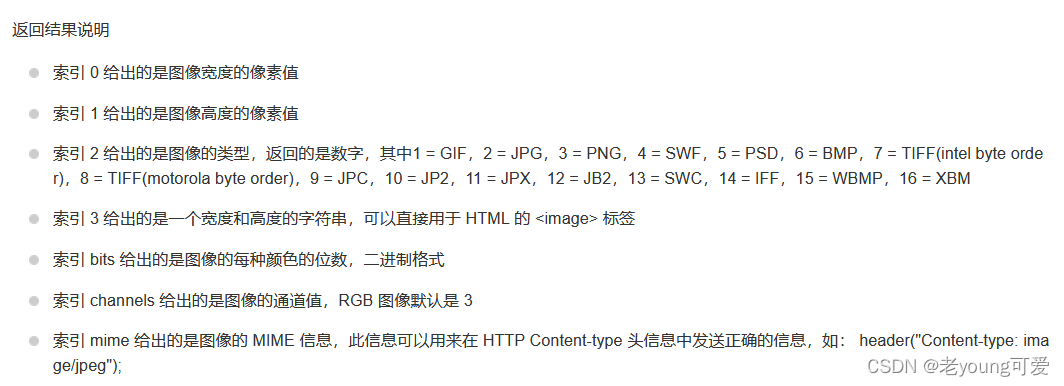 返回结果说明
索引 0 给出的是图像宽度的像素值
索引 1 给出的是图像高度的像素值
索引 2 给出的是图像的类型，返回的是数字，其中1 = GIF，2 = JPG，3 = PNG，4 = SWF，5 = PSD，6 = BMP，7 = TIFF(intel byte orde
r)，8 = TIFF(motorola byte order)，9 = JPC，10 = JP2，11 = JPX，12 = JB2，13 = SWC，14 = IFF，15 = WBMP，16 = XBM
索引 3 给出的是一个宽度和高度的字符串，可以直接用于 HTML 的 <image> 标签
索引 bits 给出的是图像的每种颜色的位数，二进制格式
索引 channels 给出的是图像的通道值，RGB 图像默认是 3
索引 mime 给出的是图像的 MIME 信息，此信息可以用来在 HTTP Content-type 头信息中发送正确的信息，如： header("Content-type: ima
ge/jpeg");
CSDN @老young可爱